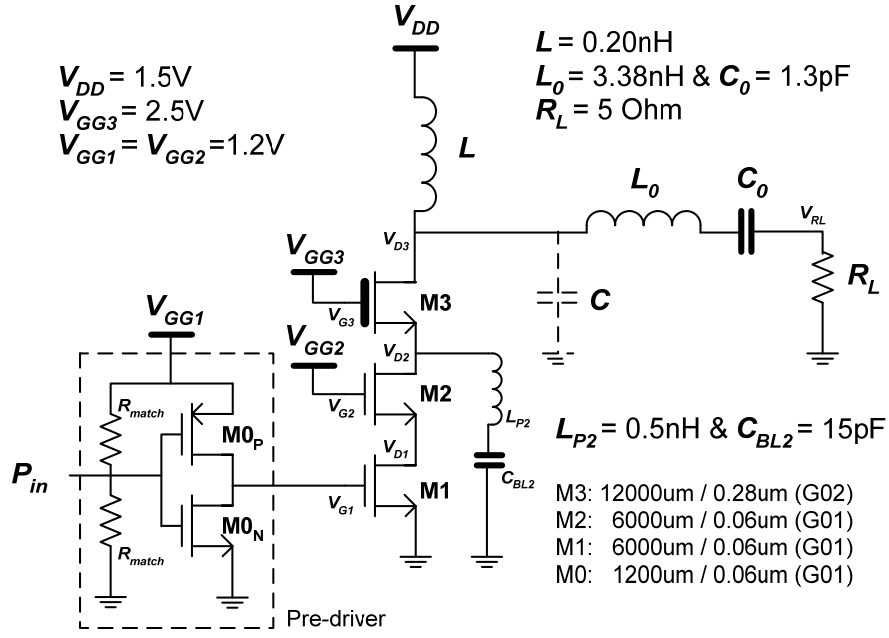 V_DD
V_DD = 1.5V
V_GG3 = 2.5V
V_GG1 = V_GG2 = 1.2V
L = 0.20nH
L_0 = 3.38nH & C_0 = 1.3pF
R_L = 5 Ohm
L
L_0
C_0
V_RL
V_D3
R_L
V_GG3
V_G3
M3
C
V_GG1
V_GG2
V_D2
V_G2
M2
L_P2
R_match
M0_P
V_D1
C_BL2
L_P2 = 0.5nH & C_BL2 = 15pF
P_in
V_G1
M1
M0_N
R_match
M3: 12000um / 0.28um (G02)
M2: 6000um / 0.06um (G01)
M1: 6000um / 0.06um (G01)
M0: 1200um / 0.06um (G01)
Pre-driver